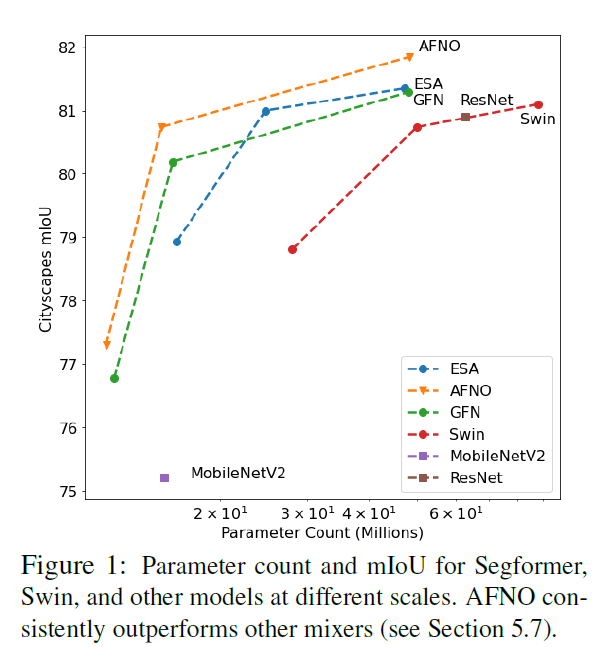 82
81
80
79
78
77
76
75
Cityscapes mIoU
AFNO
ESA
GFN
ResNet
Swin
MobileNetV2
ESA
AFNO
GFN
Swin
MobileNetV2
ResNet
2 × 10¹
3 × 10¹
4 × 10¹
6 × 10¹
Parameter Count (Millions)
Figure 1: Parameter count and mIoU for Segformer,
Swin, and other models at different scales. AFNO con-
sistently outperforms other mixers (see Section 5.7).